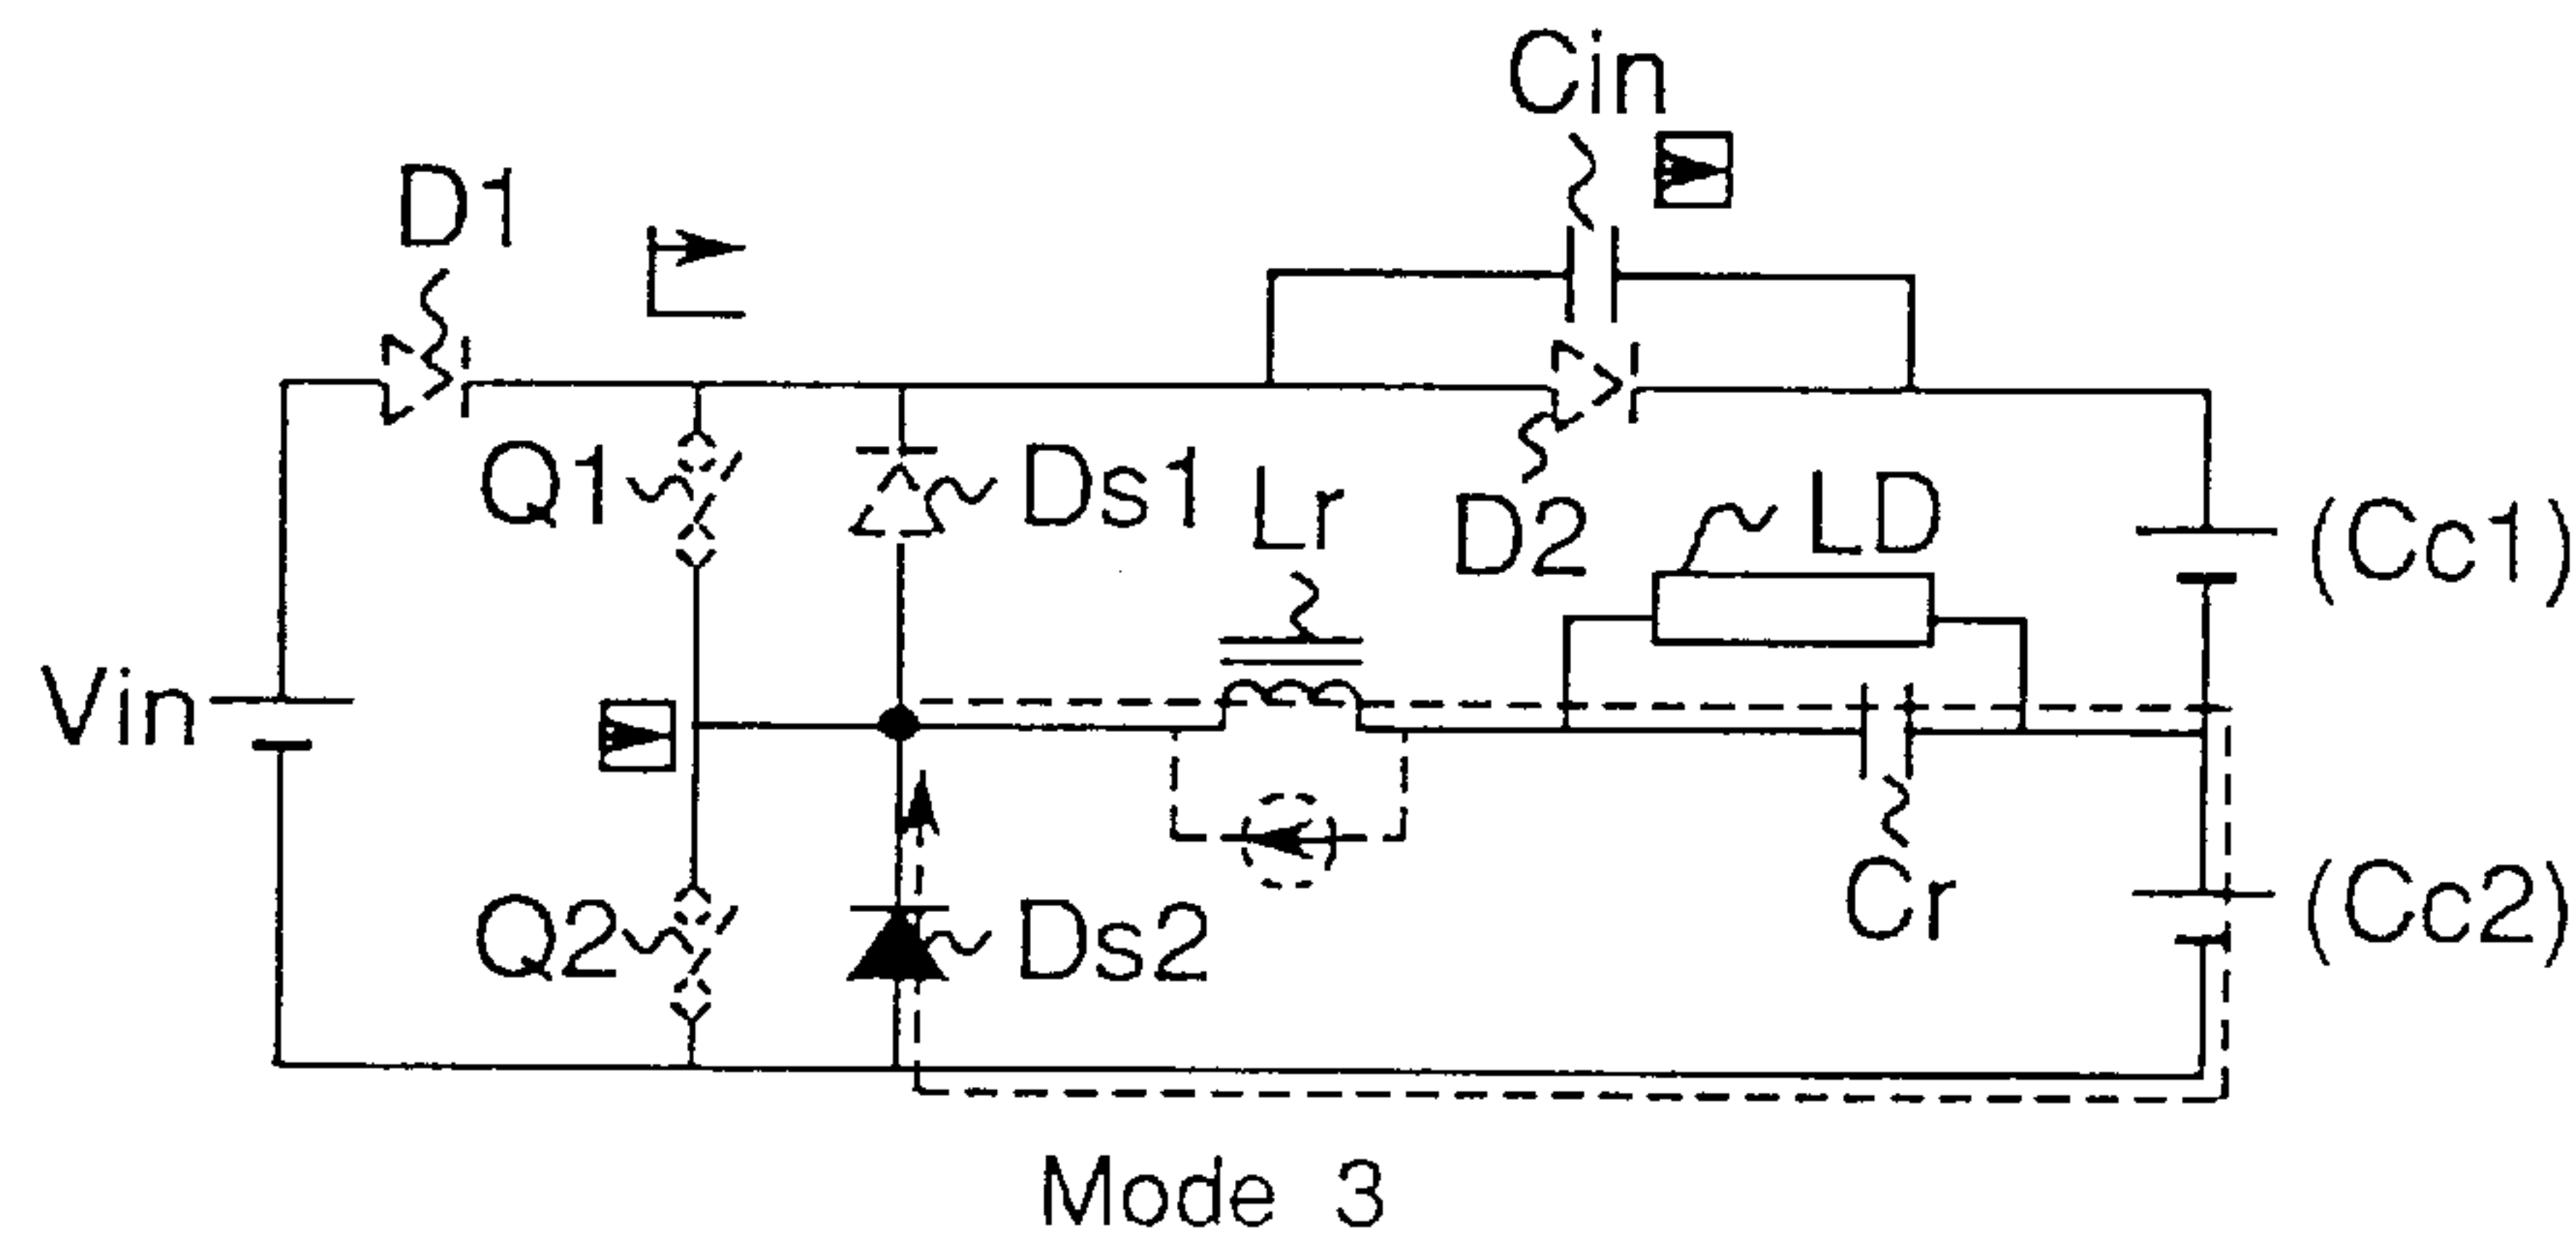 Cin
D1
Q1
Ds1
Lr
D2
LD
(Cc1)
Vin
Q2
Ds2
Cr
(Cc2)
Mode 3